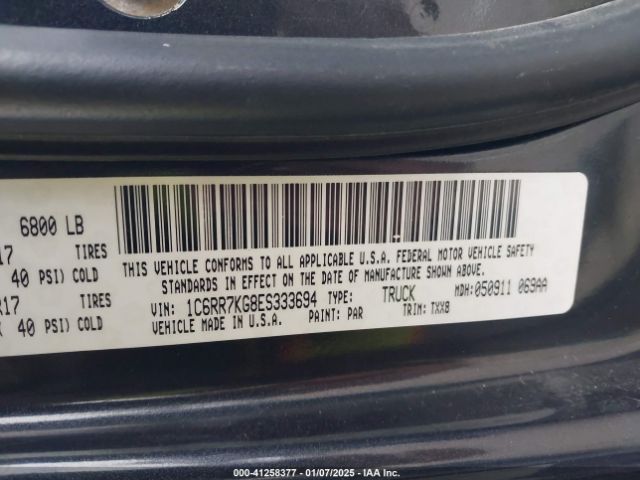 6800 LB
17 TIRES
40 PSI) COLD
R17 TIRES
40 PSI) COLD
THIS VEHICLE CONFORMS TO ALL APPLICABLE U.S.A. FEDERAL MOTOR VEHICLE SAFETY
STANDARDS IN EFFECT ON THE DATE OF MANUFACTURE SHOWN ABOVE.
VIN: 1C6RR7KG8ES333694 TYPE: TRUCK MDH:050911 069AA
VEHICLE MADE IN U.S.A. PAINT: PAR TRIM: TXX8
000-41258377 - 01/07/2025 - IAA Inc.